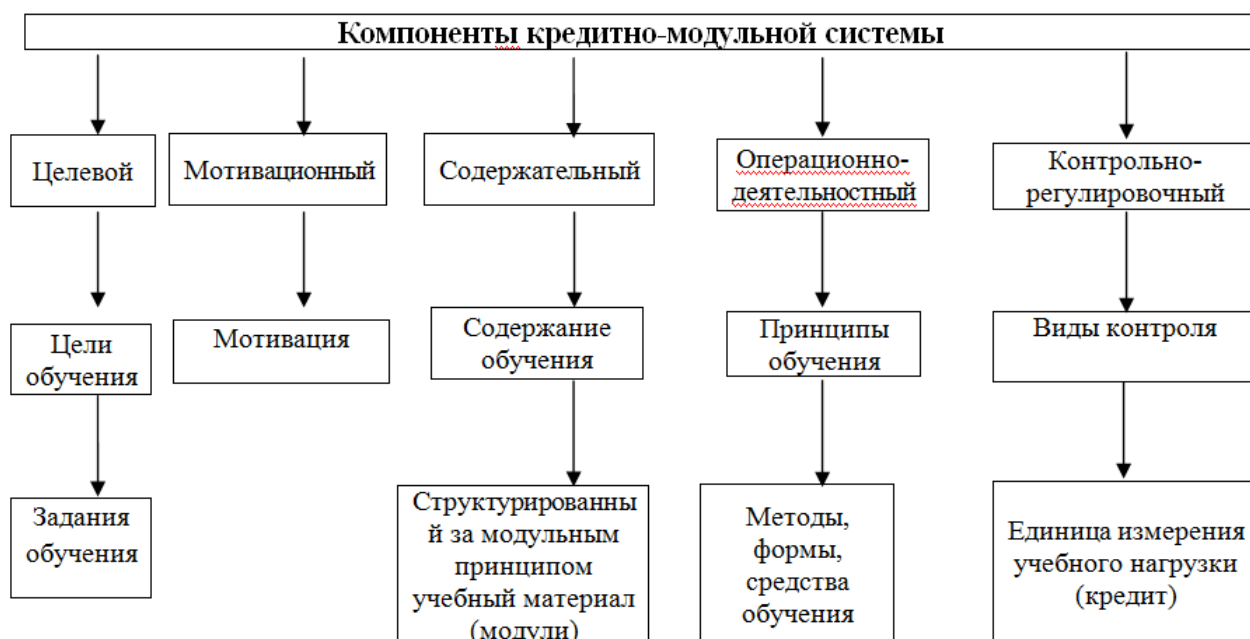 Компоненты кредитно-модульной системы
Целевой
Мотивационный
Содержательный
Операционно-
деятельностный
Контрольно-
регулировочный
Цели
обучения
Мотивация
Содержание
обучения
Принципы
обучения
Виды контроля
Задания
обучения
Структурированны
й за модульным
принципом
учебный материал
(модули)
Методы,
формы,
средства
обучения
Единица измерения
учебного нагрузки
(кредит)